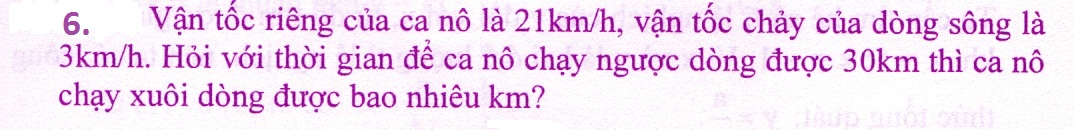 6. Vận tốc riêng của ca nô là 21km/h, vận tốc chảy của dòng sông là
3km/h. Hỏi với thời gian để ca nô chạy ngược dòng được 30km thì ca nô
chạy xuôi dòng được bao nhiêu km?